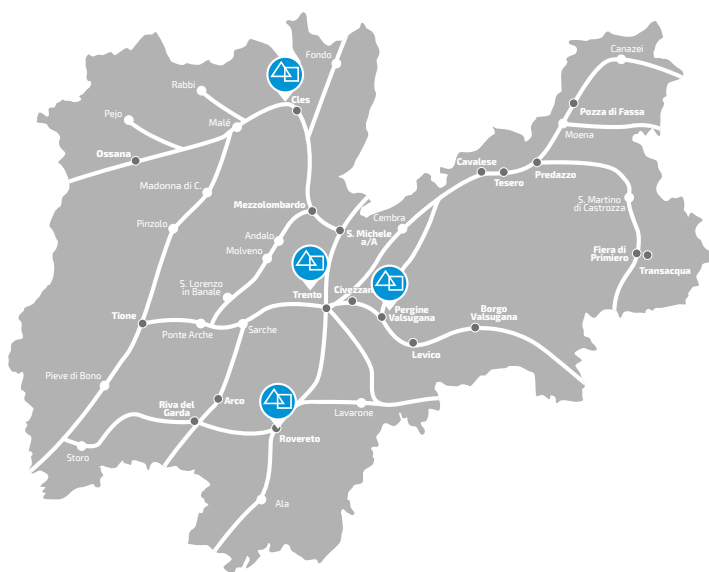 Canazei
Fondo
Rabbi
Cles
Pejo
Malé
Pozza di Fassa
Moena
Ossana
Cavalese
Tesero
Predazzo
Madonna di C.
Mezzolombardo
Cembra
S. Martino
di Castrozza
Pinzolo
Andalo
S. Michele
a/A
Molveno
Fiera di
Primiero
Transacqua
S. Lorenzo
in Banale
Trento
Civezzan
Pergine
Valsugana
Borgo
Valsugana
Tione
Ponte Arche
Sarche
Levico
Pieve di Bono
Riva del
Garda
Arco
Lavarone
Rovereto
Storo
Ala